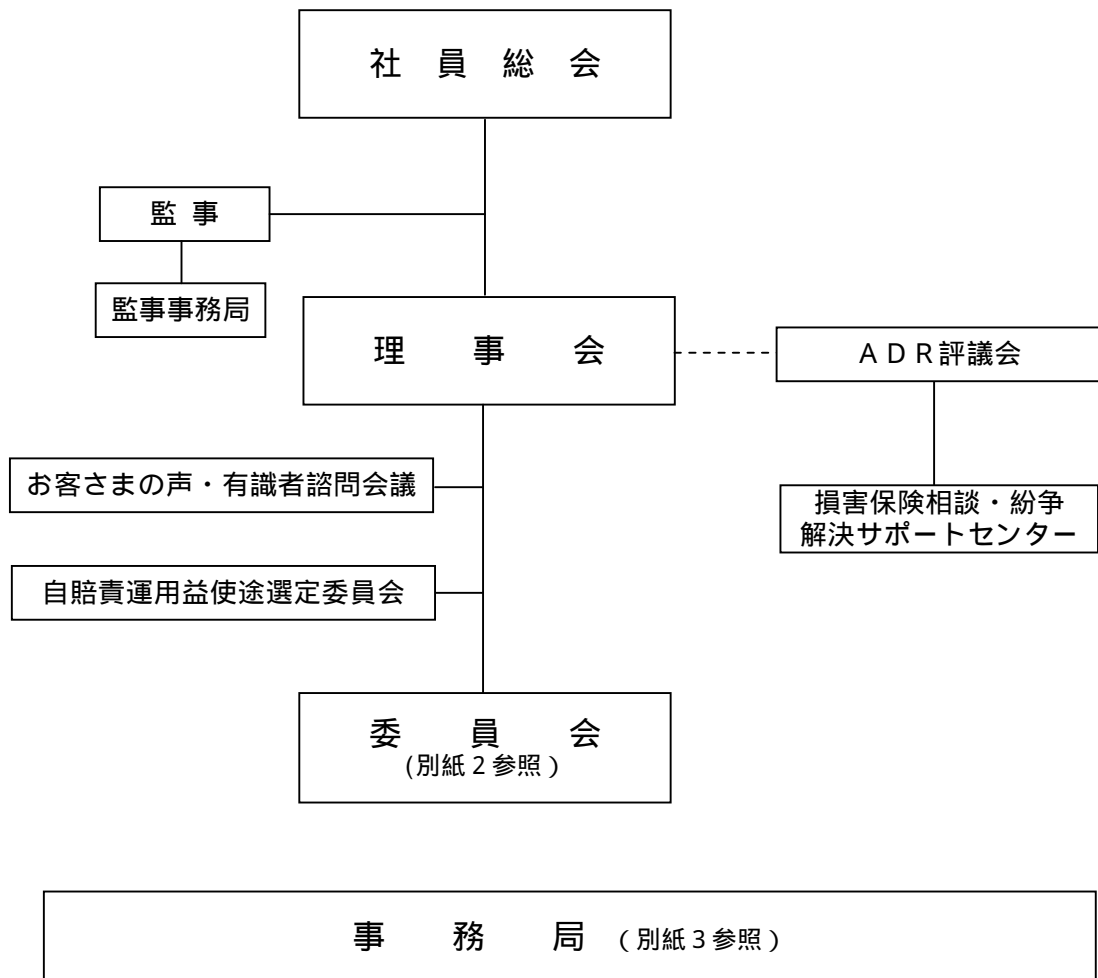 社員総会
監事
監事事務局
理事会
ADR評議会
お客さまの声・有識者諮問会議
損害保険相談・紛争
解決サポートセンター
自賠責運用益使途選定委員会
委員会
(別紙2参照)
事務局 (別紙3参照)